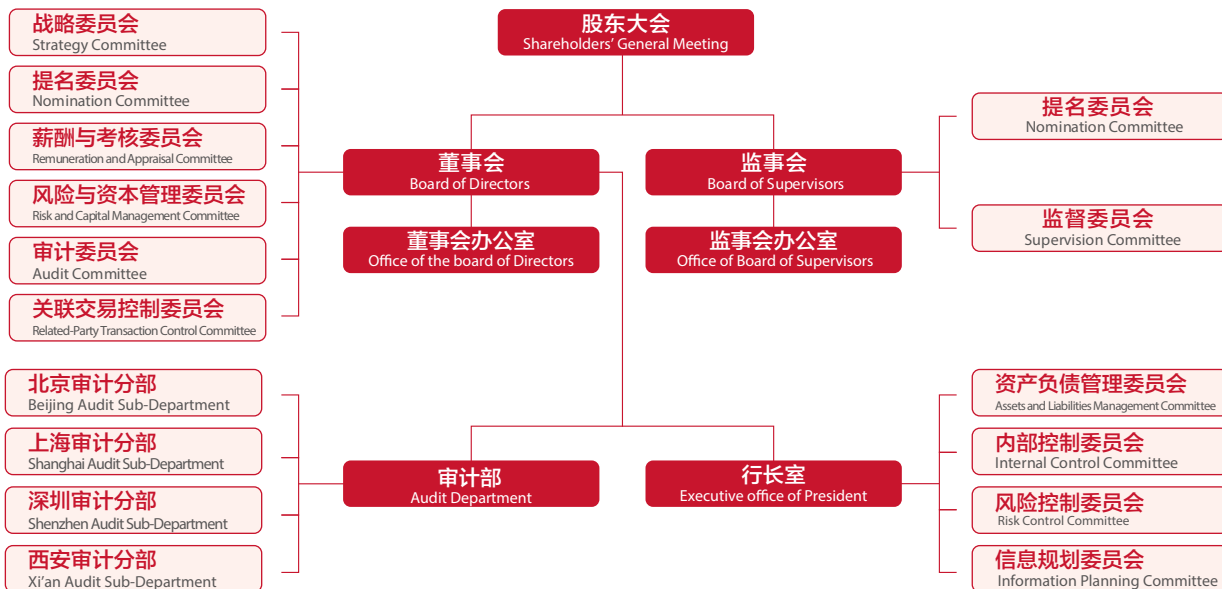 股东大会
Shareholders' General Meeting
战略委员会
Strategy Committee
提名委员会
Nomination Committee
薪酬与考核委员会
Remuneration and Appraisal Committee
风险与资本管理委员会
Risk and Capital Management Committee
审计委员会
Audit Committee
关联交易控制委员会
Related-Party Transaction Control Committee
董事会
Board of Directors
董事会办公室
Office of the board of Directors
监事会
Board of Supervisors
监事会办公室
Office of Board of Supervisors
提名委员会
Nomination Committee
监督委员会
Supervision Committee
北京审计分部
Beijing Audit Sub-Department
上海审计分部
Shanghai Audit Sub-Department
深圳审计分部
Shenzhen Audit Sub-Department
西安审计分部
Xi'an Audit Sub-Department
审计部
Audit Department
行长室
Executive office of President
资产负债管理委员会
Assets and Liabilities Management Committee
内部控制委员会
Internal Control Committee
风险控制委员会
Risk Control Committee
信息规划委员会
Information Planning Committee